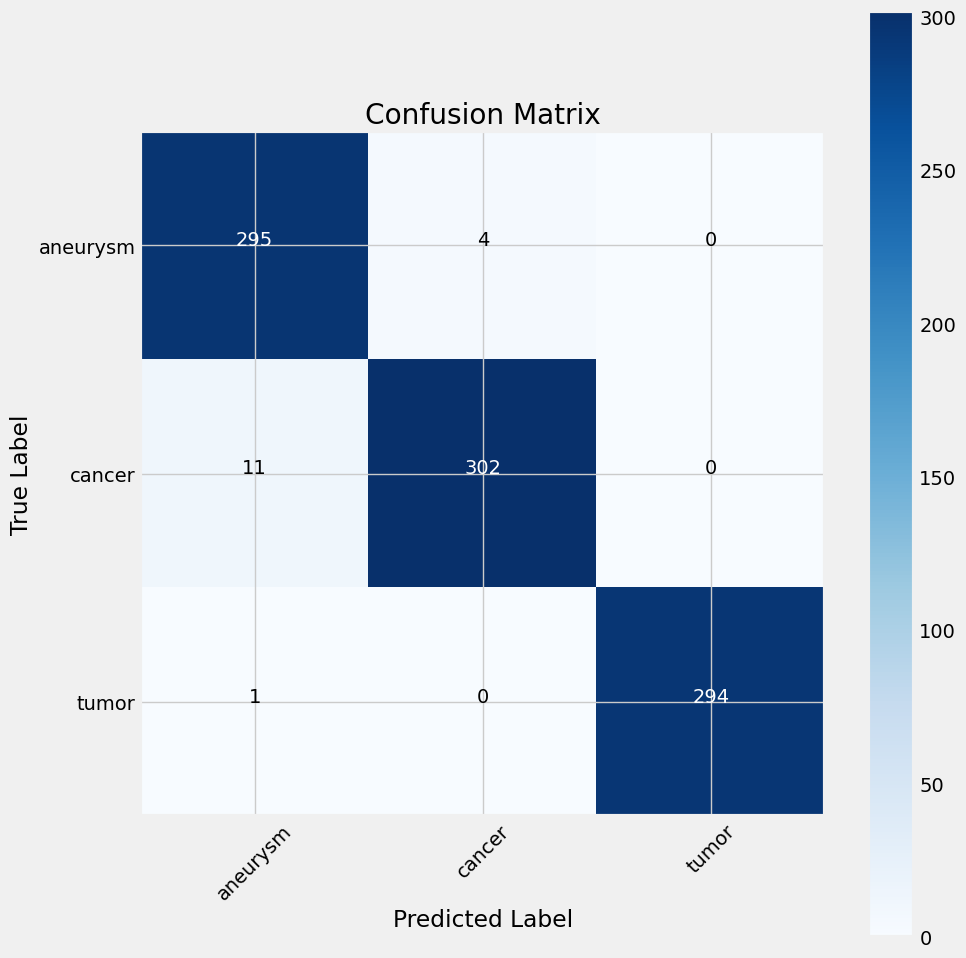 Confusion Matrix
True Label
aneurysm 295 4 0
cancer 11 302 0
tumor 1 0 294
aneurysm cancer tumor
Predicted Label
300
250
200
150
100
50
0